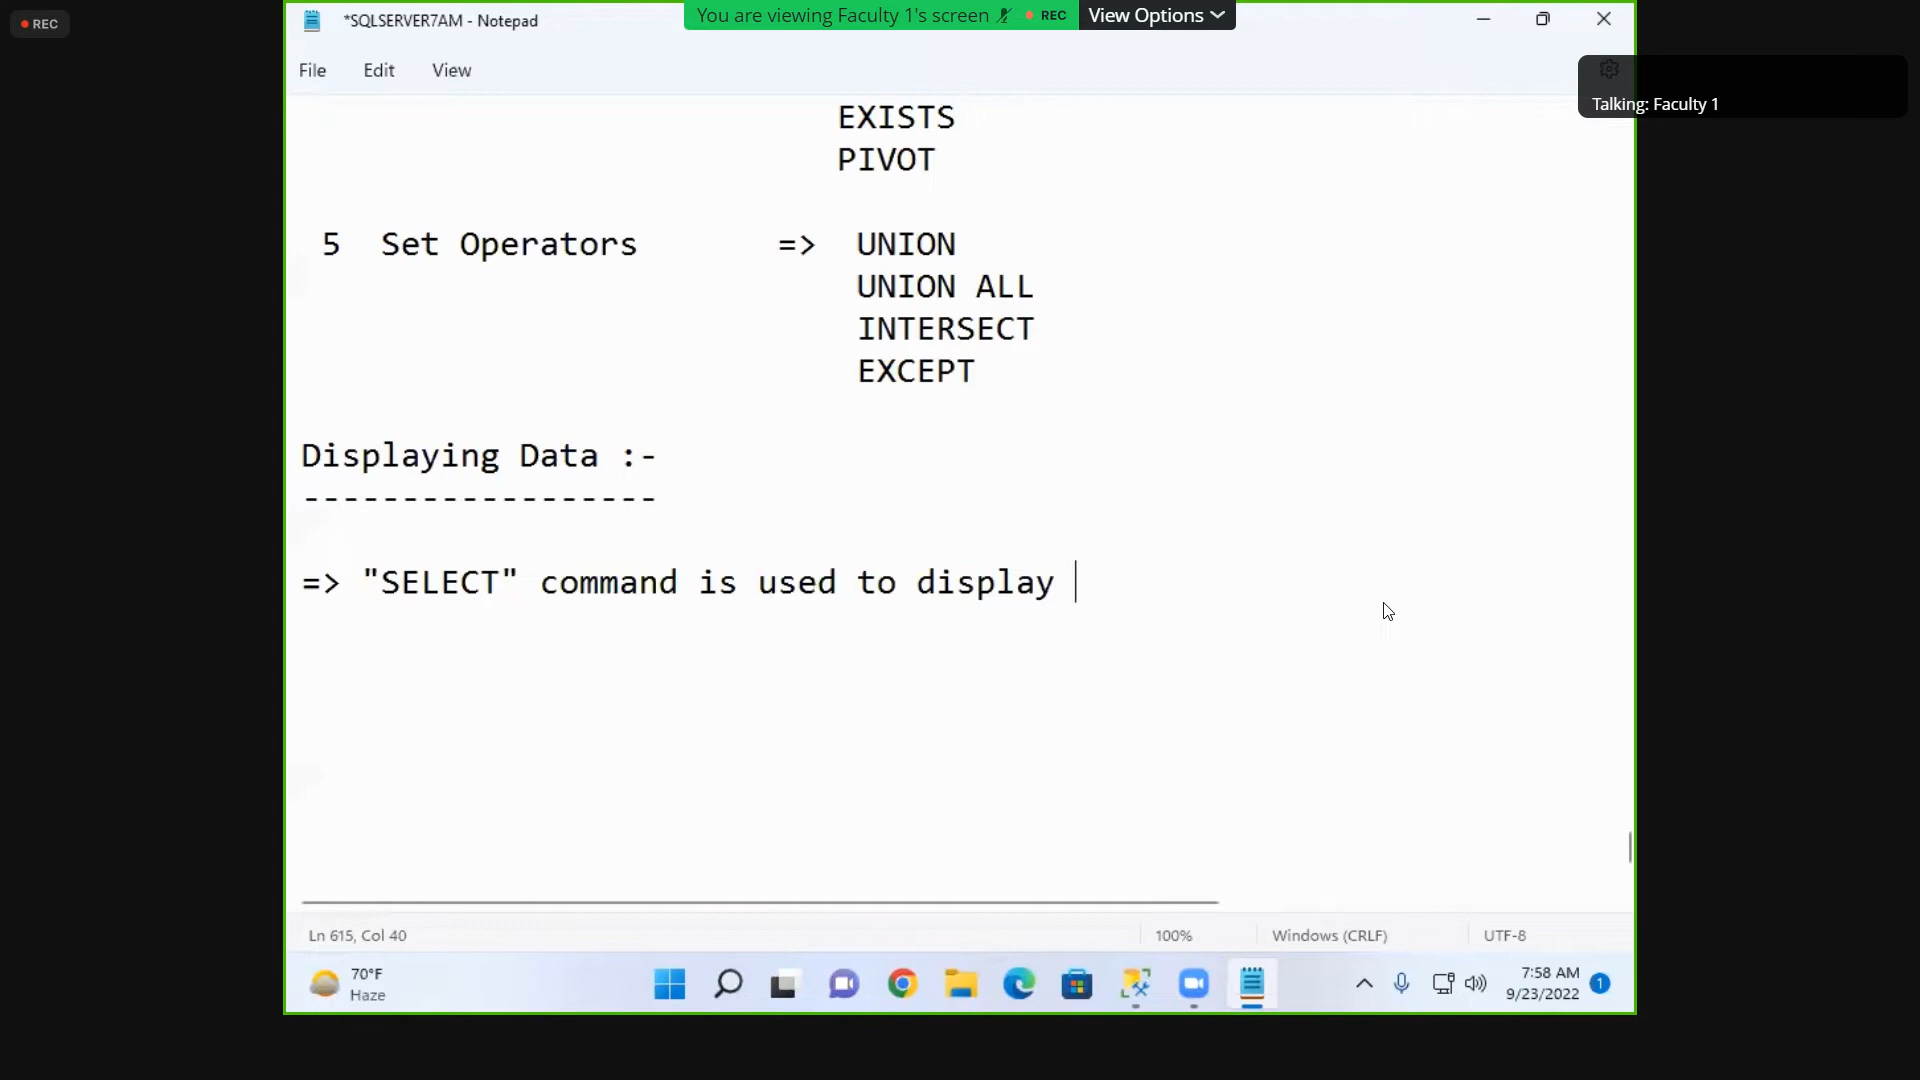 REC
*SQLSERVER7AM - Notepad
You are viewing Faculty 1's screen
REC
View Options
File Edit View
Talking: Faculty 1
EXISTS
PIVOT
5 Set Operators => UNION
UNION ALL
INTERSECT
EXCEPT
Displaying Data :-
------------------
=> "SELECT" command is used to display
Ln 615, Col 40
100%
Windows (CRLF)
UTF-8
70°F
Haze
7:58 AM
9/23/2022
1